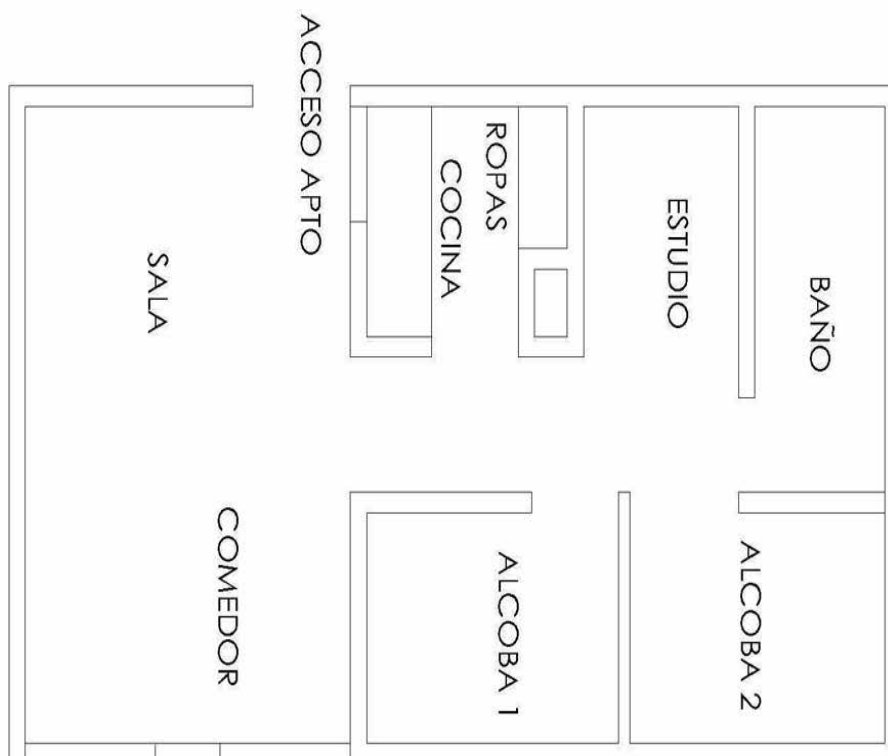 ACCESO APTO
SALA
COMEDOR
COCINA
ROPAS
ESTUDIO
BAÑO
ALCOBA 1
ALCOBA 2